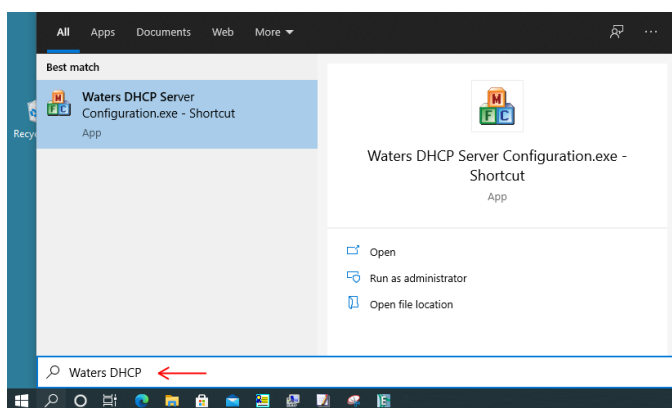 All Apps Documents Web More
Best match
Waters DHCP Server
Configuration.exe - Shortcut
App
Recy
M
F C
M
F C
Waters DHCP Server Configuration.exe -
Shortcut
App
Open
Run as administrator
Open file location
Waters DHCP